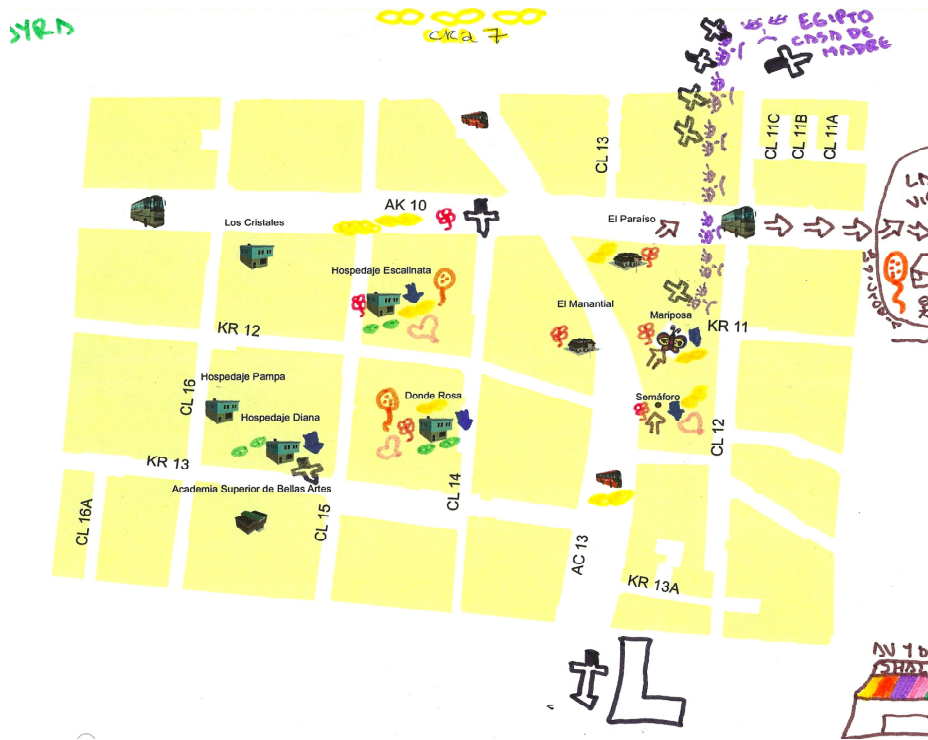 EGIPTO
CASA DE
MADRE
CRA 7
CL 13
CL 11C
CL 11B
CL 11A
AK 10
Los Cristales
El Paraíso
Hospedaje Escalinata
El Manantial
Mariposa
KR 12
KR 11
Hospedaje Pampa
CL 16
Donde Rosa
Semáforo
Hospedaje Diana
CL 12
KR 13
CL 14
Academia Superior de Bellas Artes
CL 16A
CL 15
AC 13
KR 13A